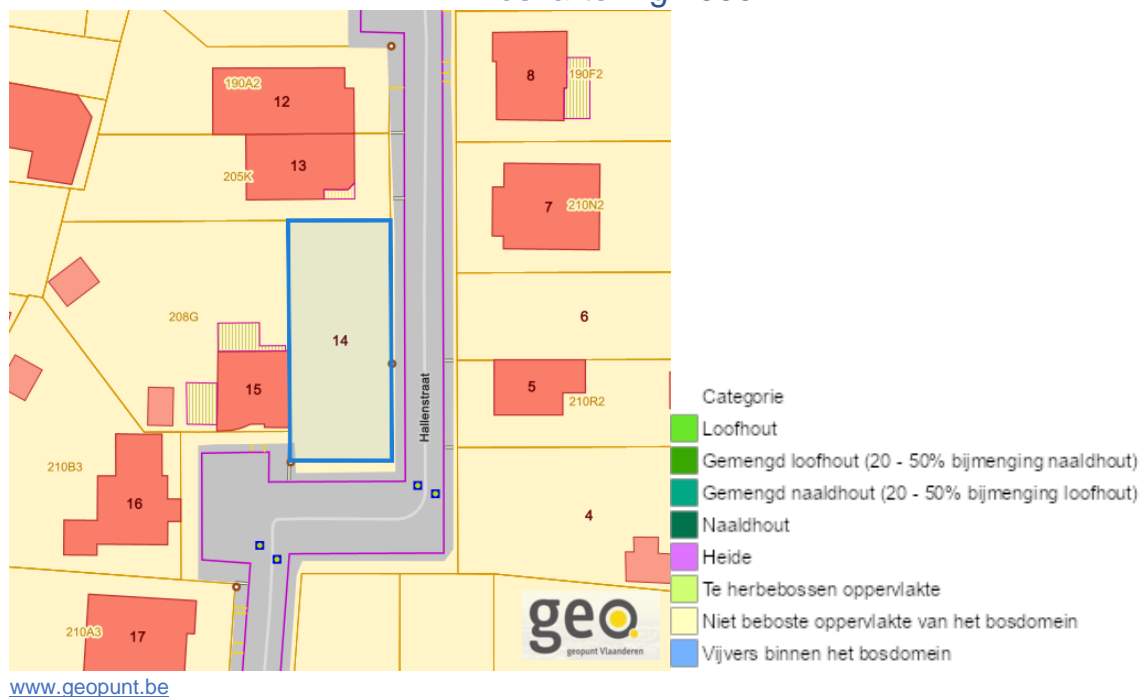 190A2
12
8
190F2
13
205K
7
210N2
208G
6
14
Hallenstraat
15
5
210R2
210B3
16
4
210A3
17
geo.
geopunt Vlaanderen
Categorie
Loofhout
Gemengd loofhout (20 - 50% bijmenging naaldhout)
Gemengd naaldhout (20 - 50% bijmenging loofhout)
Naaldhout
Heide
Te herbebossen oppervlakte
Niet beboste oppervlakte van het bosdomein
Vijvers binnen het bosdomein
www.geopunt.be